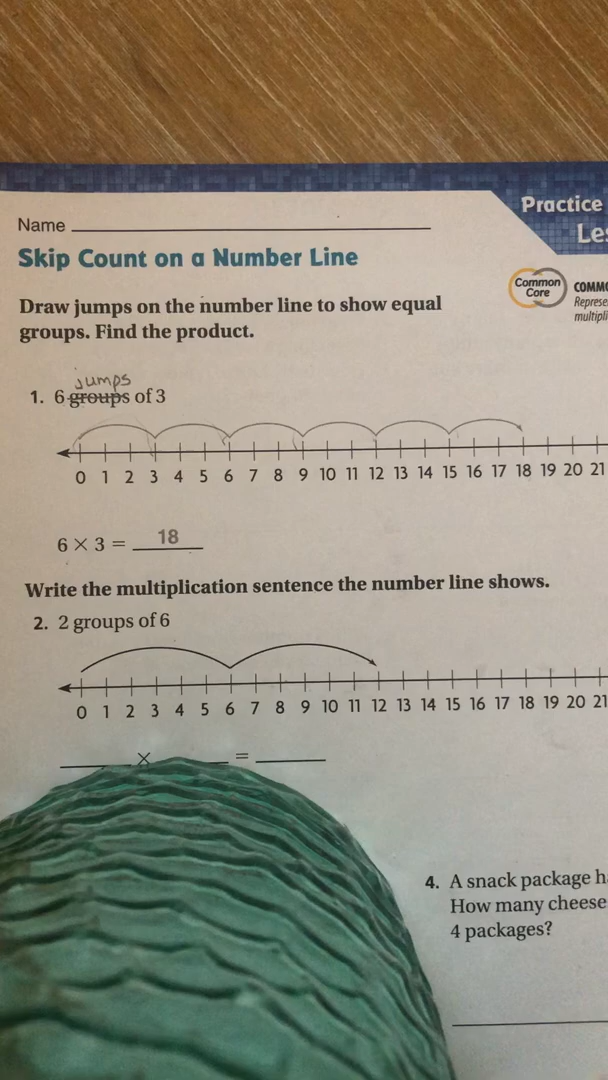 Practice
Name
Skip Count on a Number Line
Common
Core
Draw jumps on the number line to show equal
groups. Find the product.
jumps
1. 6 groups of 3
0 1 2 3 4 5 6 7 8 9 10 11 12 13 14 15 16 17 18 19 20 21
6 × 3 = 18
Write the multiplication sentence the number line shows.
2. 2 groups of 6
0 1 2 3 4 5 6 7 8 9 10 11 12 13 14 15 16 17 18 19 20 21
× =
4. A snack package
How many cheese
4 packages?